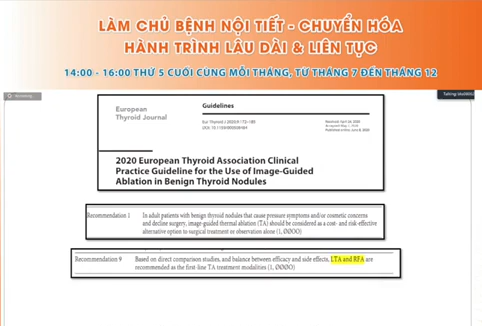 LÀM CHỦ BỆNH NỘI TIẾT - CHUYỂN HÓA
HÀNH TRÌNH LÂU DÀI & LIÊN TỤC
14:00 - 16:00 THỨ 5 CUỐI CÙNG MỖI THÁNG, TỪ THÁNG 7 ĐẾN THÁNG 12
European
Thyroid Journal
Guidelines
2020 European Thyroid Association Clinical
Practice Guideline for the Use of Image-Guided
Ablation in Benign Thyroid Nodules
Recommendation 1
In adult patients with benign thyroid nodules that cause pressure symptoms and/or cosmetic concerns
and decline surgery, image-guided thermal ablation (TA) should be considered as a cost- and risk-effective
alternative option to surgical treatment or observation alone (1, ØØOO)
Recommendation 9
Based on direct comparison studies, and balance between efficacy and side effects, LTA and RFA are
recommended as the first-line TA treatment modalities (1, ØØOO)